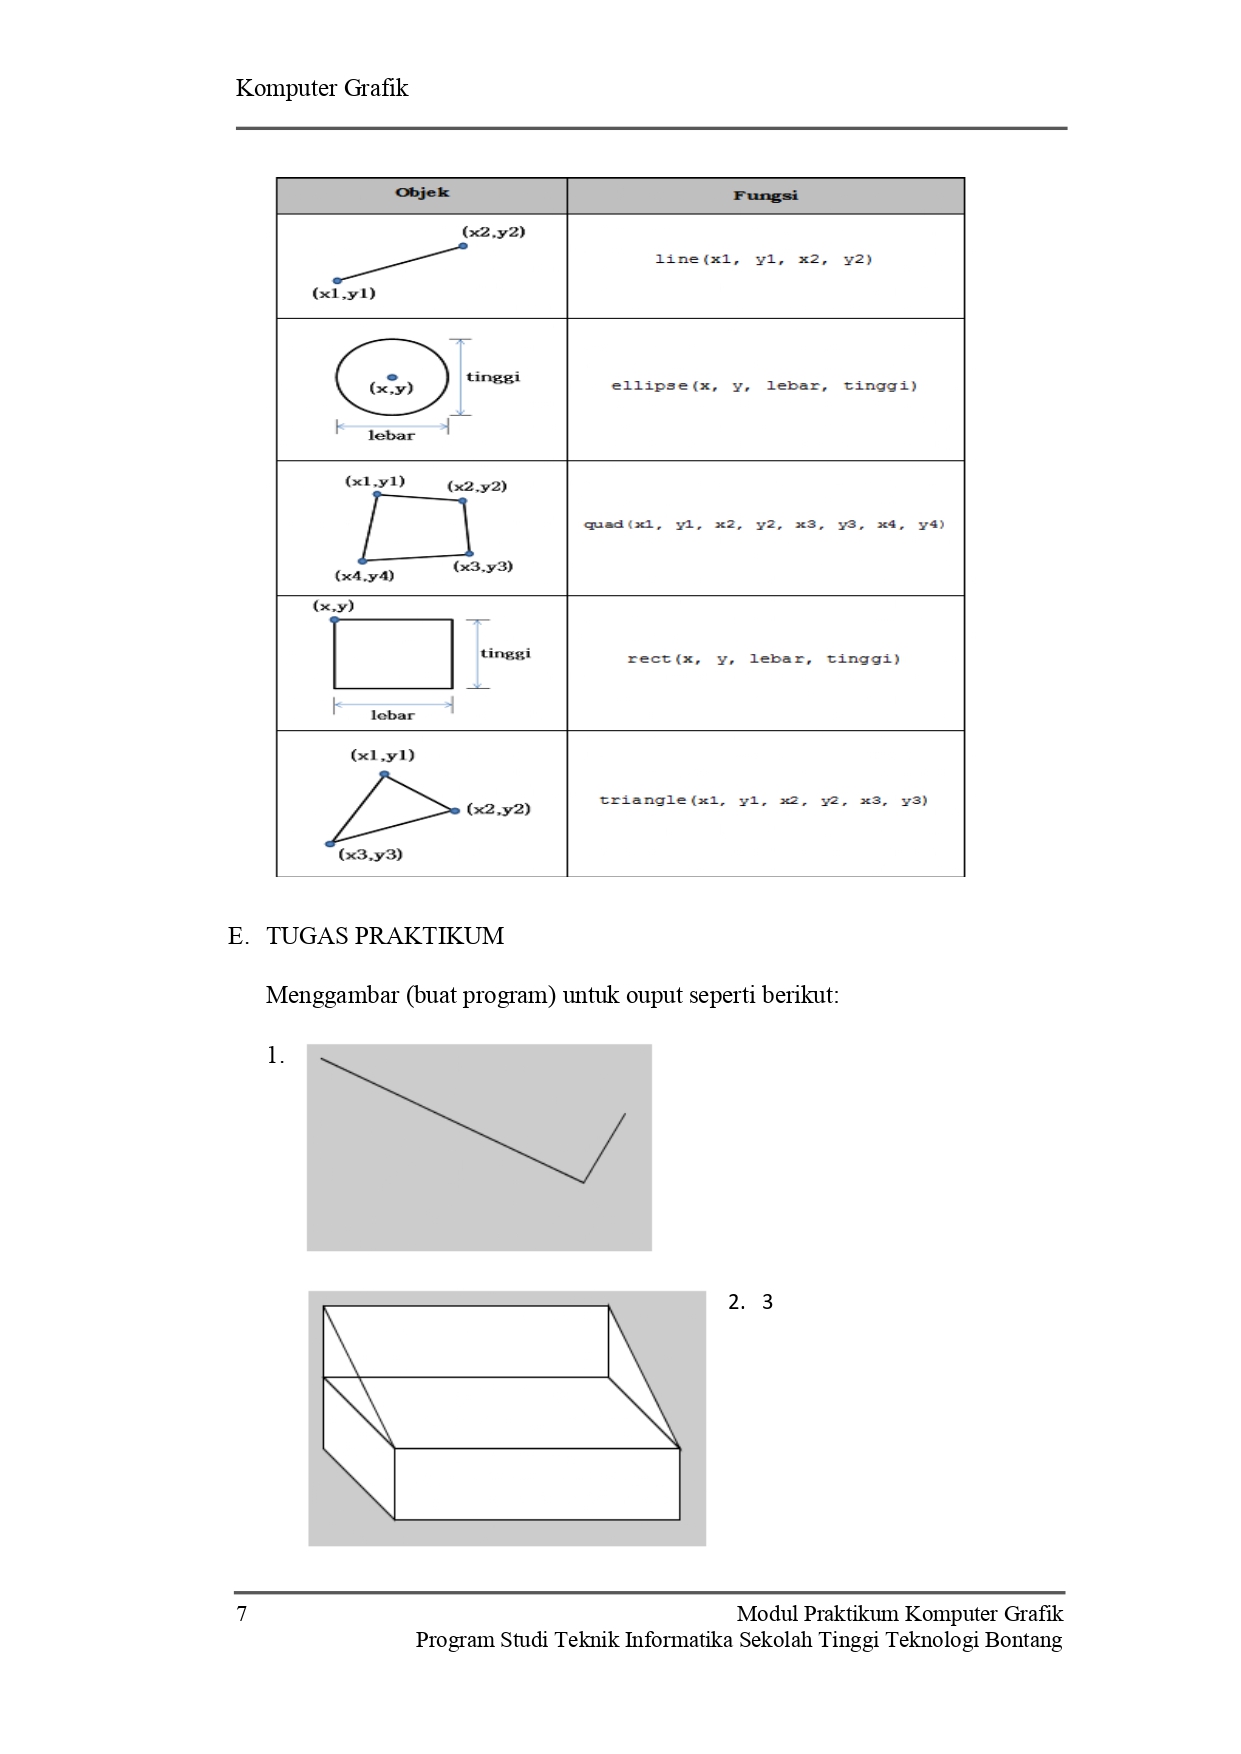 Komputer Grafik
Objek Fungsi
(x2,y2)
(x1,y1)
line(x1, y1, x2, y2)
(x,y)
tinggi
lebar
ellipse(x, y, lebar, tinggi)
(x1,y1)
(x2,y2)
(x3,y3)
(x4,y4)
quad(x1, y1, x2, y2, x3, y3, x4, y4)
(x,y)
tinggi
lebar
rect(x, y, lebar, tinggi)
(x1,y1)
(x2,y2)
(x3,y3)
triangle(x1, y1, x2, y2, x3, y3)
E. TUGAS PRAKTIKUM
Menggambar (buat program) untuk ouput seperti berikut:
1.
2. 3
7 Modul Praktikum Komputer Grafik
Program Studi Teknik Informatika Sekolah Tinggi Teknologi Bontang